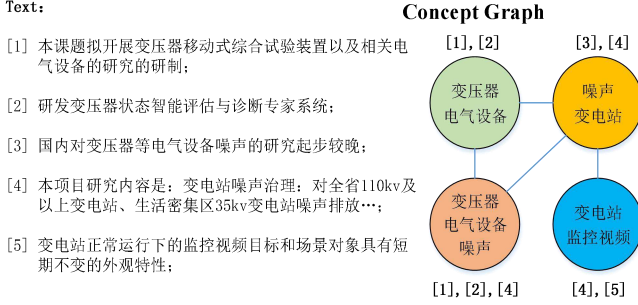 Text:
[1] 本课题拟开展变压器移动式综合试验装置以及相关电
气设备的研究的研制;
[2] 研发变压器状态智能评估与诊断专家系统;
[3] 国内对变压器等电气设备噪声的研究起步较晚;
[4] 本项目研究内容是: 变电站噪声治理: 对全省110kv及
以上变电站、生活密集区35kv变电站噪声排放…;
[5] 变电站正常运行下的监控视频目标和场景对象具有短
期不变的外观特性;
Concept Graph
[1], [2]
[3], [4]
变压器
电气设备
噪声
变电站
变压器
电气设备
噪声
变电站
监控视频
[1], [2], [4]
[4], [5]